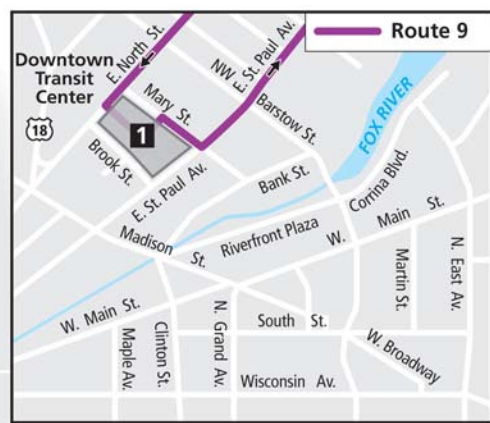 Route 9
Downtown
Transit
Center
E. North St.
Mary St.
NW
Barstow St.
E. St. Paul Av.
18
1
Brook St.
E. St. Paul Av.
Bank St.
FOX RIVER
Corrina Blvd.
Madison St.
Riverfront Plaza
W. Main St.
W. Main St.
Maple Av.
Clinton St.
N. Grand Av.
South St.
Martin St.
N. East Av.
W. Broadway
Wisconsin Av.